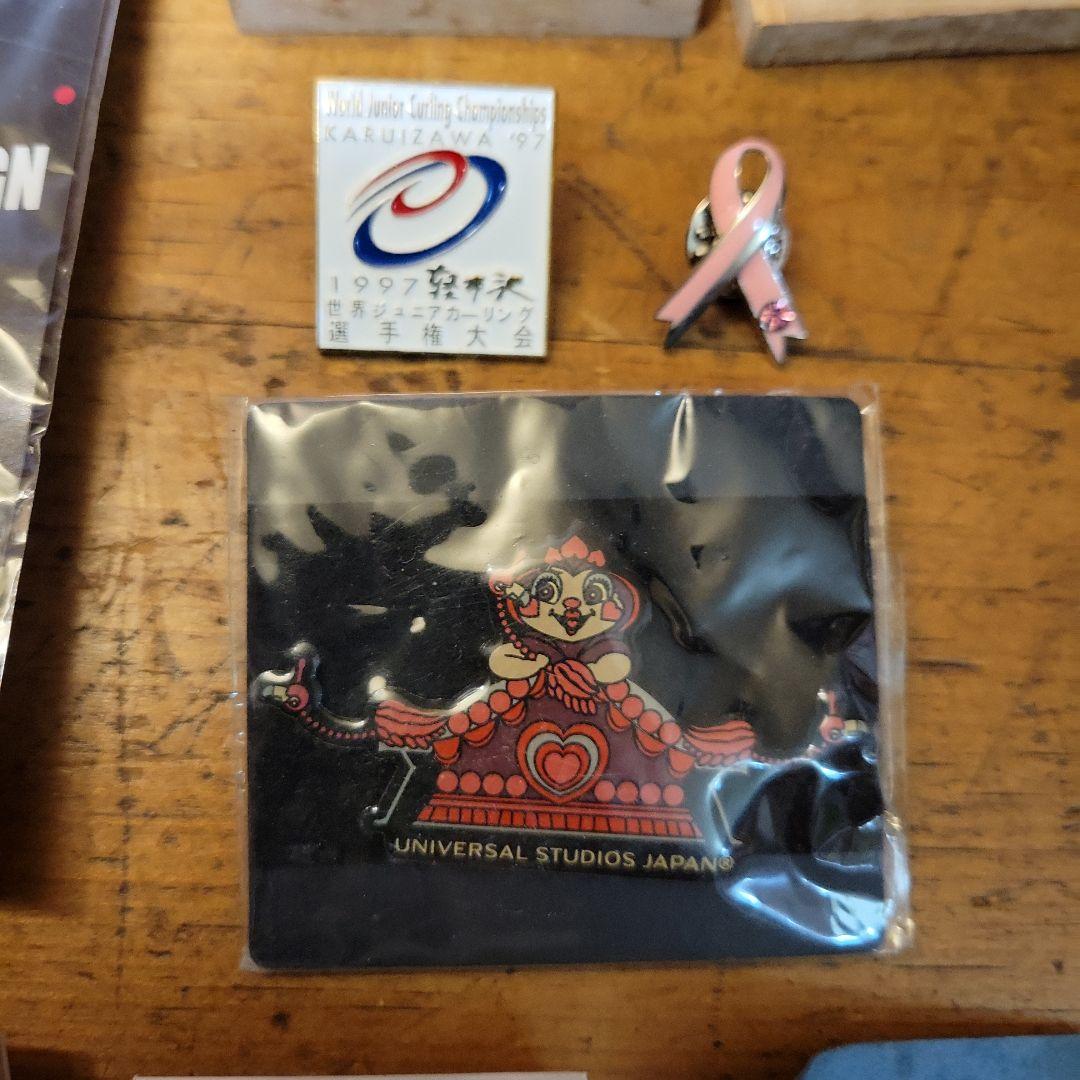 World Junior Curling Championships
KARUIZAWA '97
1997 軽井沢
世界ジュニアカーリング
選手権大会
GN
UNIVERSAL STUDIOS JAPAN®